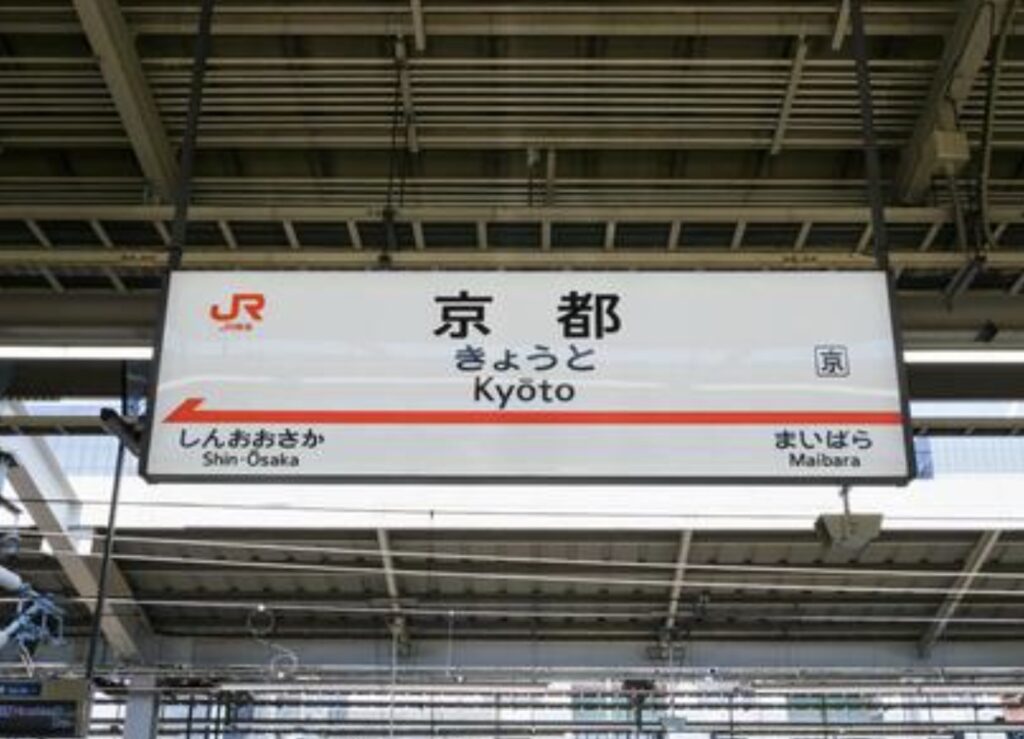 JR
京都
きょうと
Kyōto
京
しんおおさか
Shin-Ōsaka
まいばら
Maibara